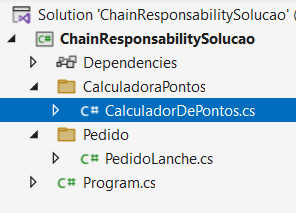 Solution 'ChainResponsabilitySolucao' (
ChainResponsabilitySolucao
Dependencies
CalculadoraPontos
C# CalculadorDePontos.cs
Pedido
C# PedidoLanche.cs
C# Program.cs